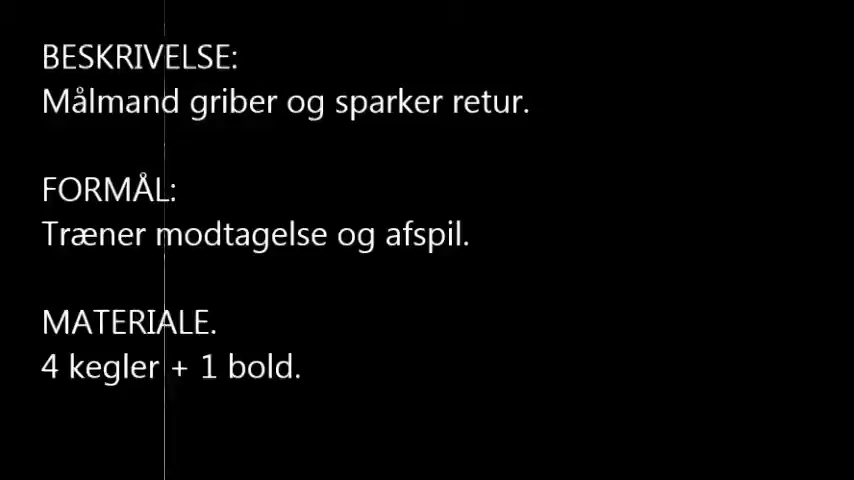 BESKRIVELSE:
Målmand griber og sparker retur.
FORMÅL:
Træner modtagelse og afspil.
MATERIALE.
4 kegler + 1 bold.